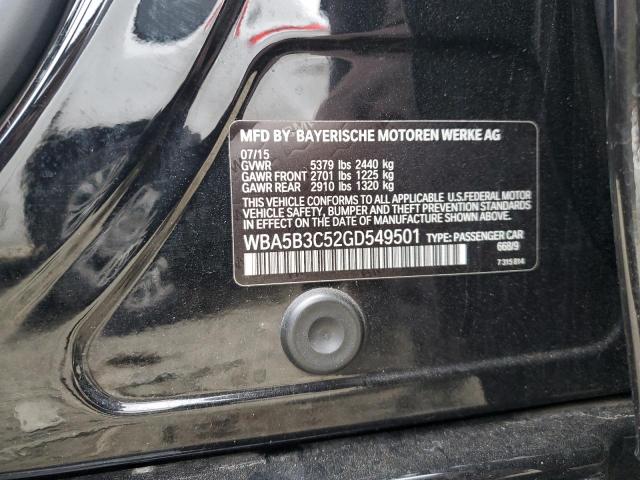 MFD BY BAYERISCHE MOTOREN WERKE AG
07/15
GVWR 5379 lbs 2440 kg
GAWR FRONT 2701 lbs 1225 kg
GAWR REAR 2910 lbs 1320 kg
THIS VEHICLE CONFORMS TO ALL APPLICABLE U.S.FEDERAL MOTOR
VEHICLE SAFETY, BUMPER AND THEFT PREVENTION STANDARDS
IN EFFECT ON THE DATE OF MANUFACTURE SHOWN ABOVE.
WBA5B3C52GD549501 TYPE: PASSENGER CAR
668/9
7 315 814